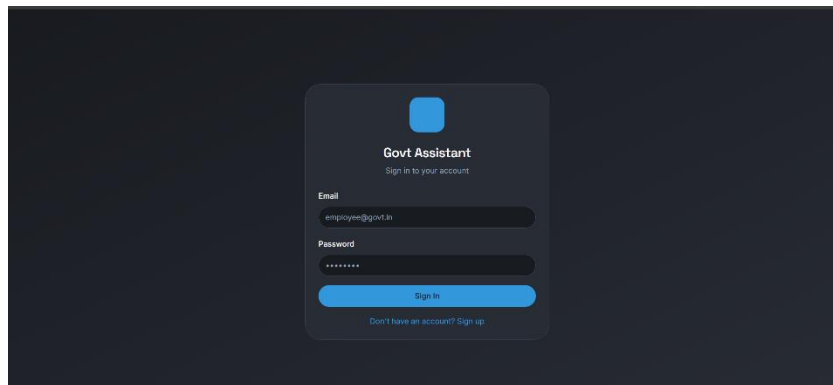 Govt Assistant
Sign in to your account
Email
employee@govt.in
Password
••••••••
Sign In
Don't have an account? Sign up